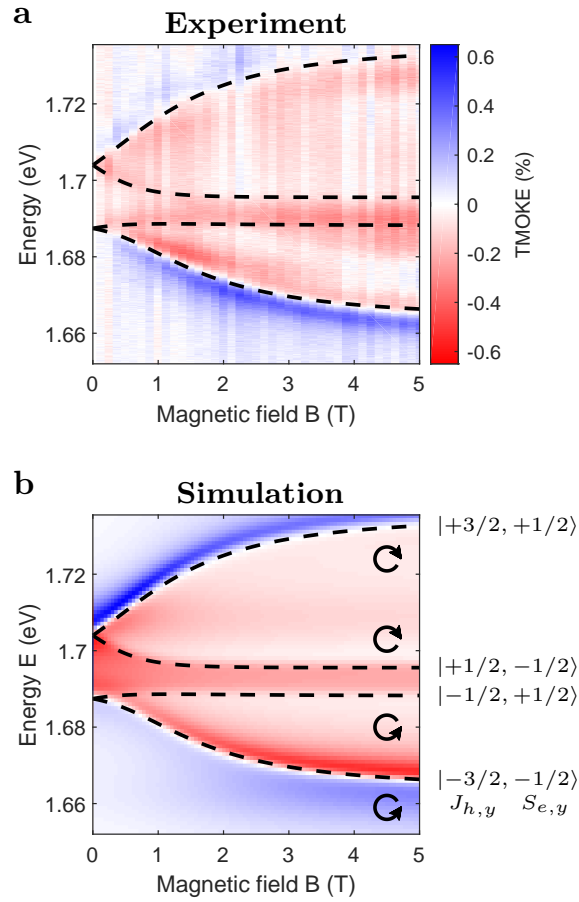 a
Experiment
1.72
1.7
1.68
1.66
Energy (eV)
0 1 2 3 4 5
Magnetic field B (T)
0.6
0.4
0.2
0
-0.2
-0.4
-0.6
TMOKE (%)
b
Simulation
1.72
1.7
1.68
1.66
Energy E (eV)
0 1 2 3 4 5
Magnetic field B (T)
|+3/2, +1/2⟩
|+1/2, −1/2⟩
|−1/2, +1/2⟩
|−3/2, −1/2⟩
J_{h,y} S_{e,y}